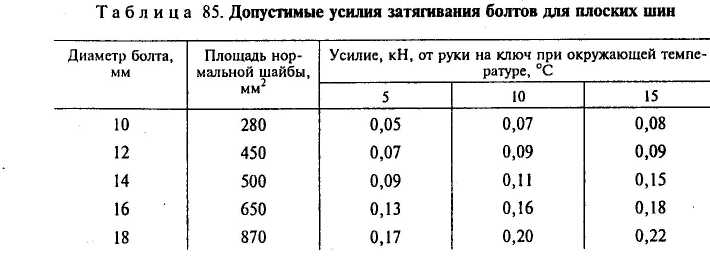 Таблица 85. Допустимые усилия затягивания болтов для плоских шин
Диаметр болта, мм
Площадь нормальной шайбы, мм²
Усилие, кН, от руки на ключ при окружающей температуре, °С
5 10 15
10 280 0,05 0,07 0,08
12 450 0,07 0,09 0,09
14 500 0,09 0,11 0,15
16 650 0,13 0,16 0,18
18 870 0,17 0,20 0,22